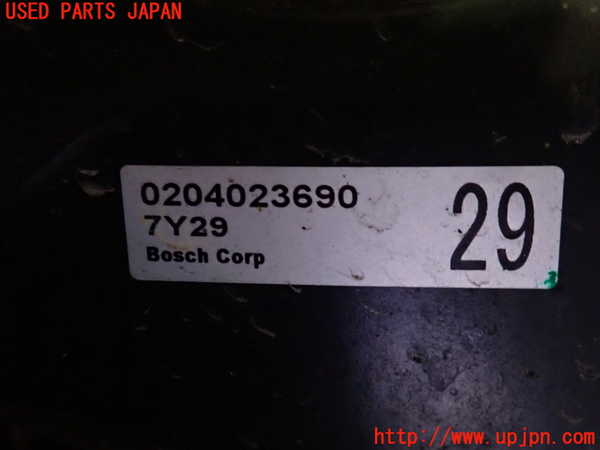 USED PARTS JAPAN
0204023690
7Y29
Bosch Corp
29
http://www.upjpn.com